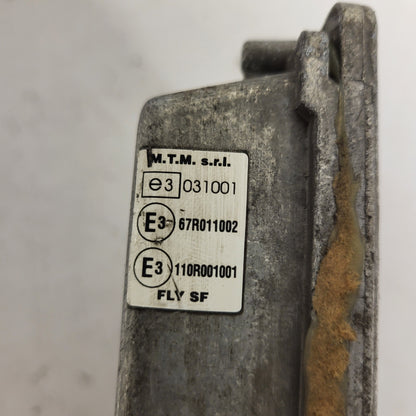 M.T.M. s.r.l.
e3 031001
E3 67R011002
E3 110R001001
FLY SF